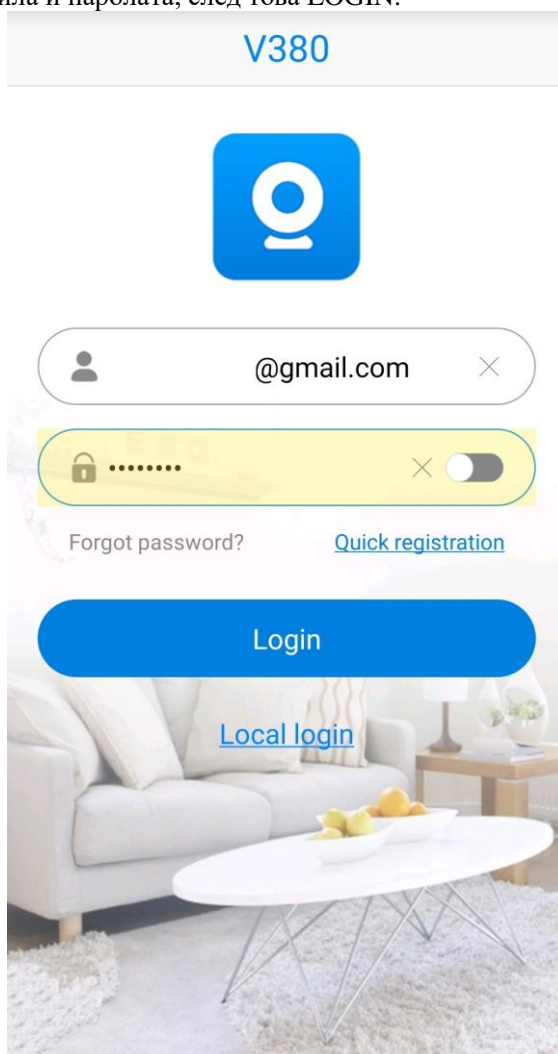 и паролата, след това LOGIN.
V380
@gmail.com
••••••••
Forgot password? Quick registration
Login
Local login